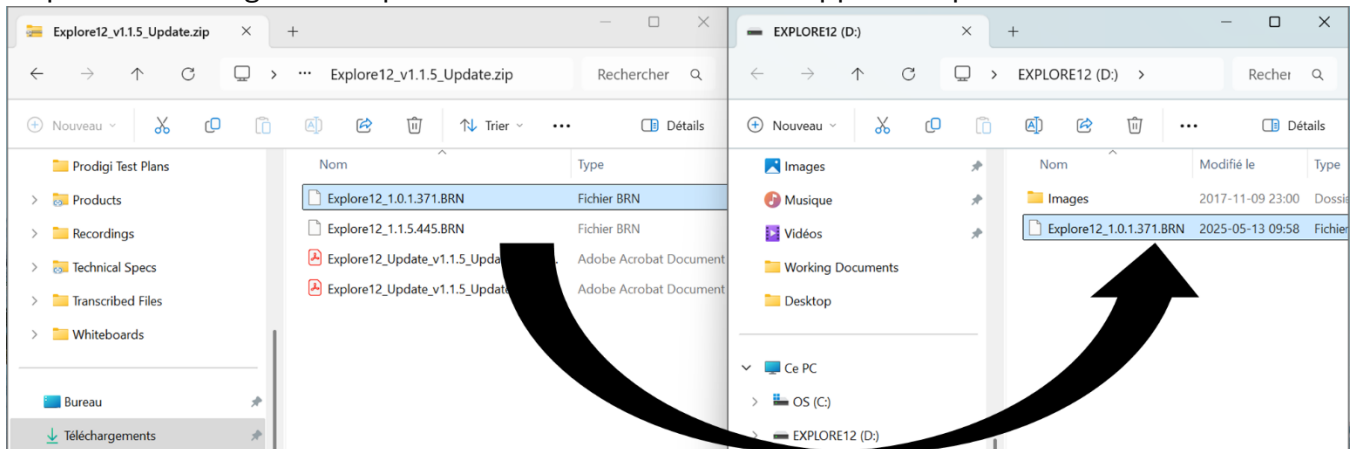 Explore12_v1.1.5_Update.zip
Explore12_v1.1.5_Update.zip
Rechercher
Nouveau
Trier
Détails
Prodigi Test Plans
Products
Recordings
Technical Specs
Transcribed Files
Whiteboards
Bureau
Téléchargements
Nom Type
Explore12_1.0.1.371.BRN Fichier BRN
Explore12_1.1.5.445.BRN Fichier BRN
Explore12_Update_v1.1.5_Upda Adobe Acrobat Document
Explore12_Update_v1.1.5_Update Adobe Acrobat Document
EXPLORE12 (D:)
EXPLORE12 (D:)
Recher
Nouveau
Détails
Images
Musique
Vidéos
Working Documents
Desktop
Ce PC
OS (C:)
EXPLORE12 (D:)
Nom Modifié le Type
Images 2017-11-09 23:00 Dossi
Explore12_1.0.1.371.BRN 2025-05-13 09:58 Fichier